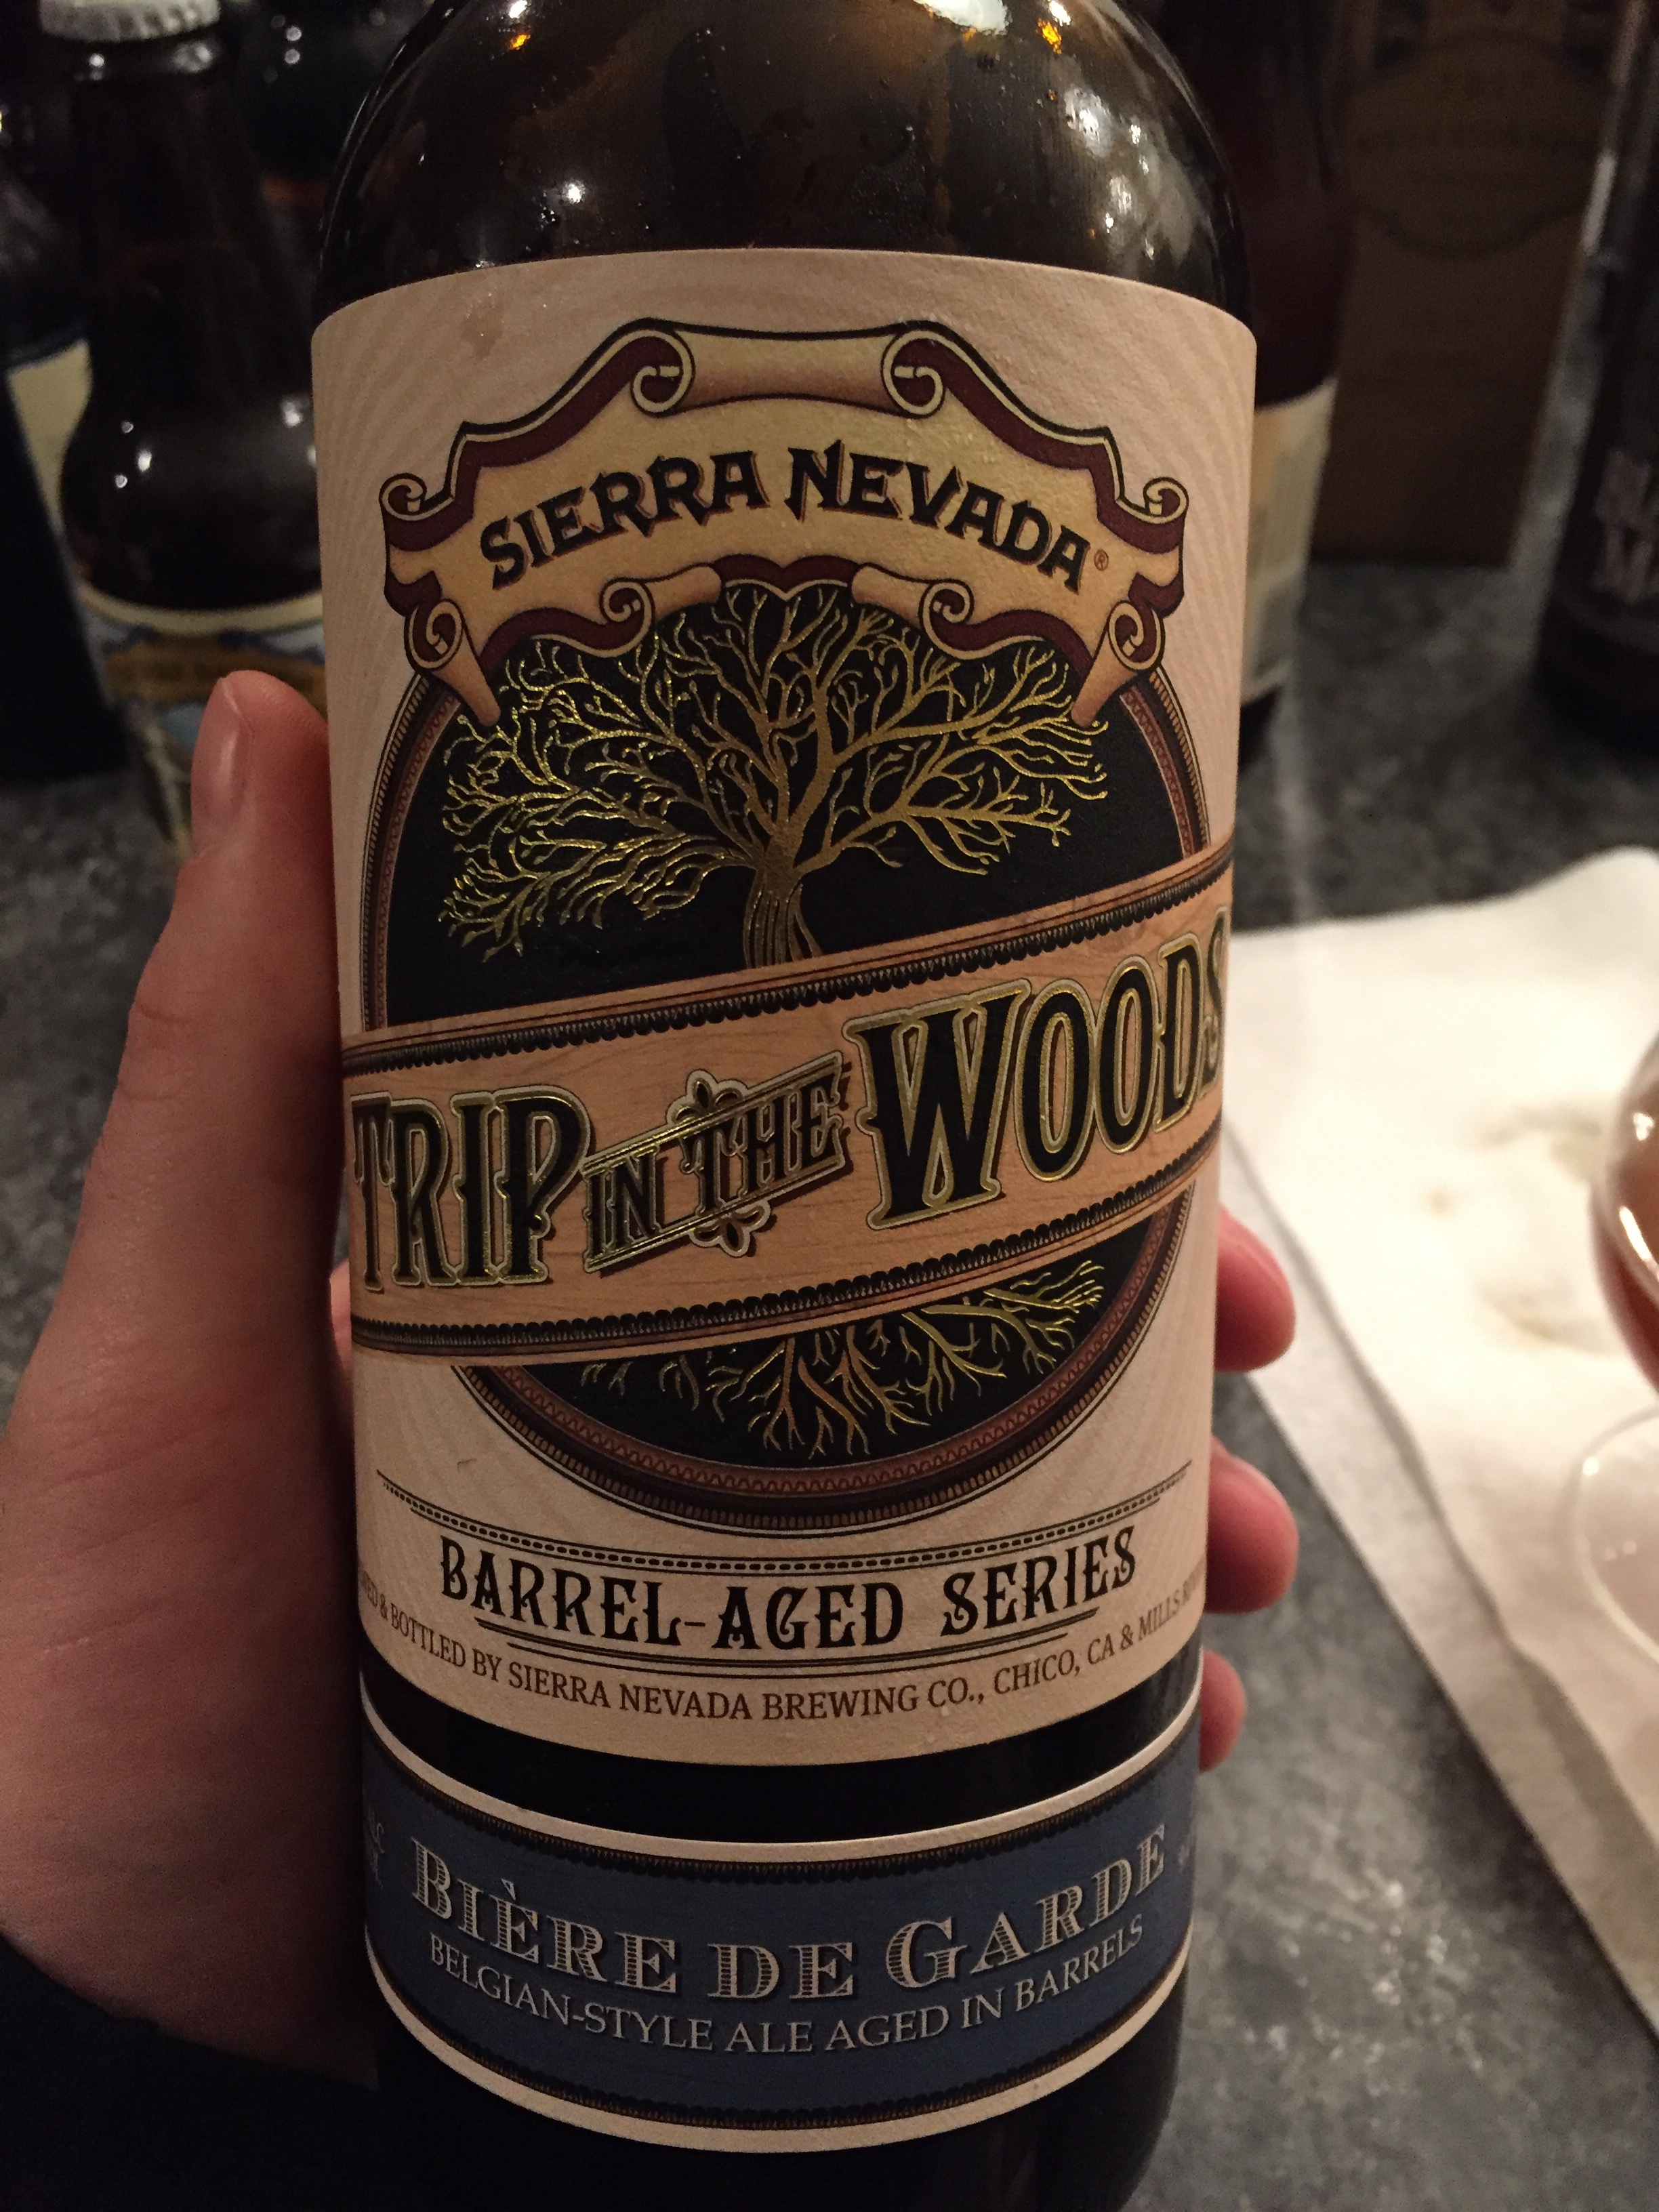 SIERRA NEVADA®
TRIP IN THE WOODS
BARREL-AGED SERIES
& BOTTLED BY SIERRA NEVADA BREWING CO., CHICO, CA & MILLS
BIÈRE DE GARDE
BELGIAN-STYLE ALE AGED IN BARRELS